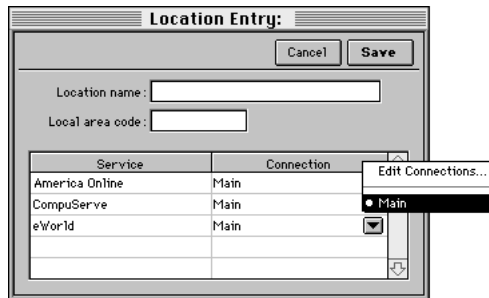 Location Entry:
Cancel Save
Location name:
Local area code:
Service Connection
Edit Connections...
America Online Main
CompuServe Main Main
eWorld Main